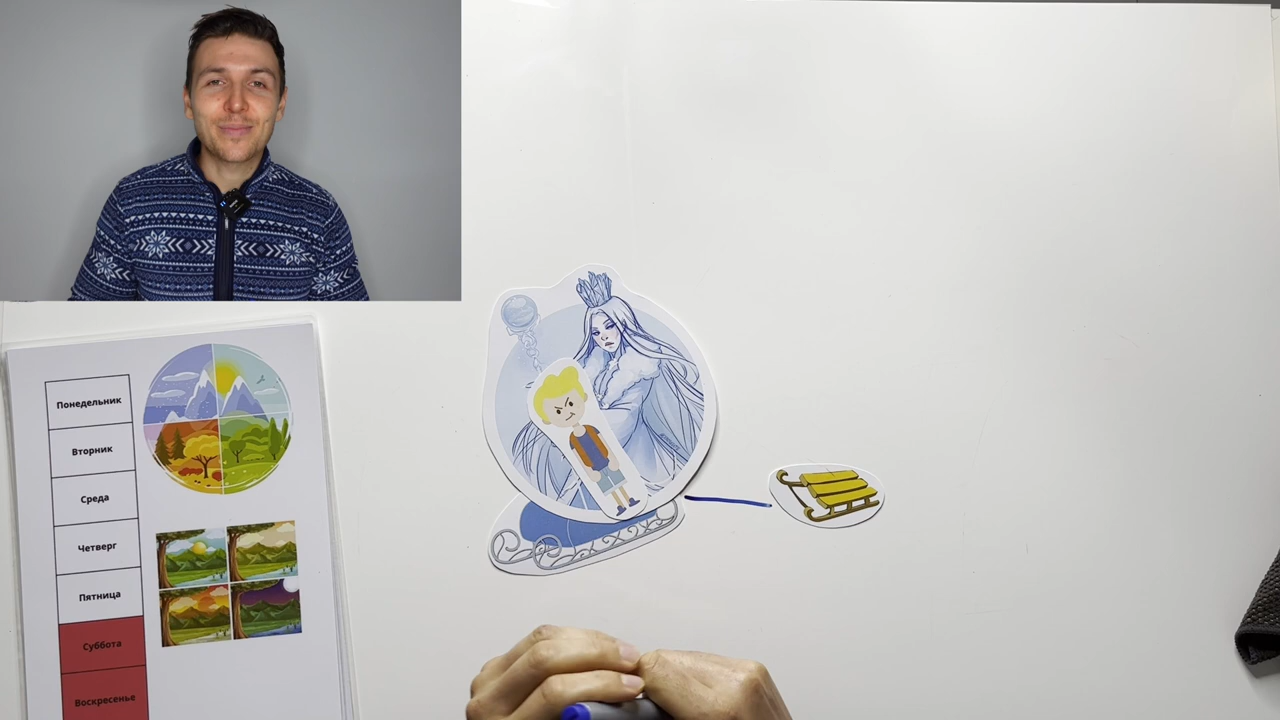 Понедельник
Вторник
Среда
Четверг
Пятница
Суббота
Воскресенье